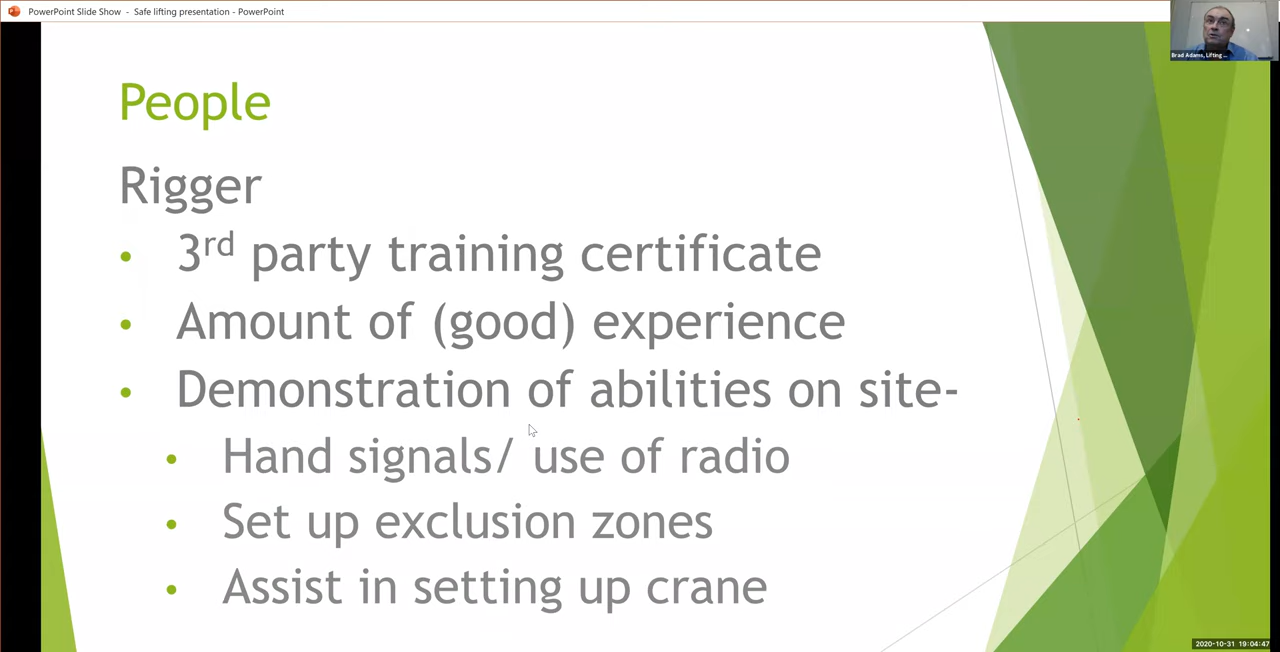 PowerPoint Slide Show - Safe lifting presentation - PowerPoint
Brad Adams, Lifting ...
People
Rigger
• 3rd party training certificate
• Amount of (good) experience
• Demonstration of abilities on site-
• Hand signals/ use of radio
• Set up exclusion zones
• Assist in setting up crane
2020-10-31 19:04:47